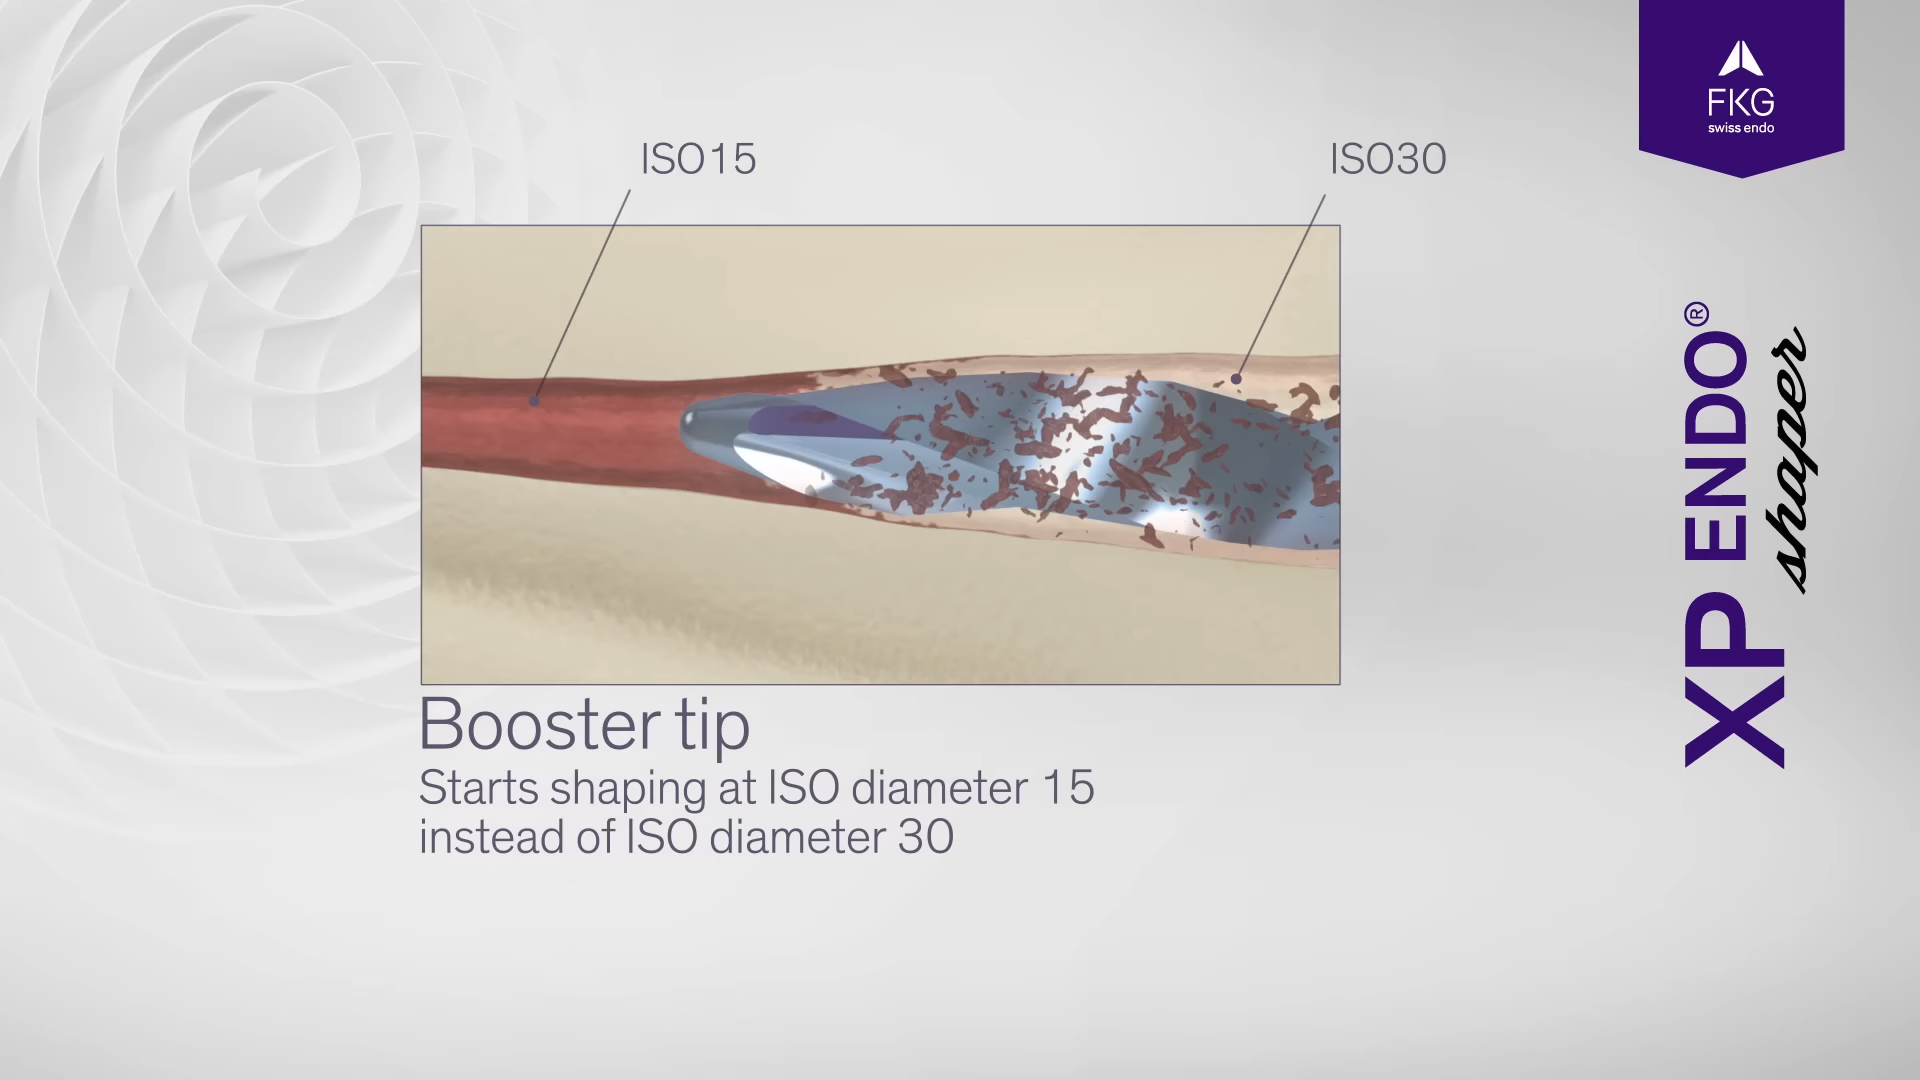 FKG
swiss endo
ISO15
ISO30
XP ENDO®
shaper
Booster tip
Starts shaping at ISO diameter 15
instead of ISO diameter 30